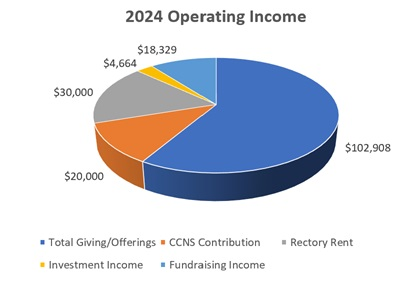 2024 Operating Income
$18,329
$4,664
$30,000
$102,908
$20,000
Total Giving/Offerings CCNS Contribution Rectory Rent
Investment Income Fundraising Income